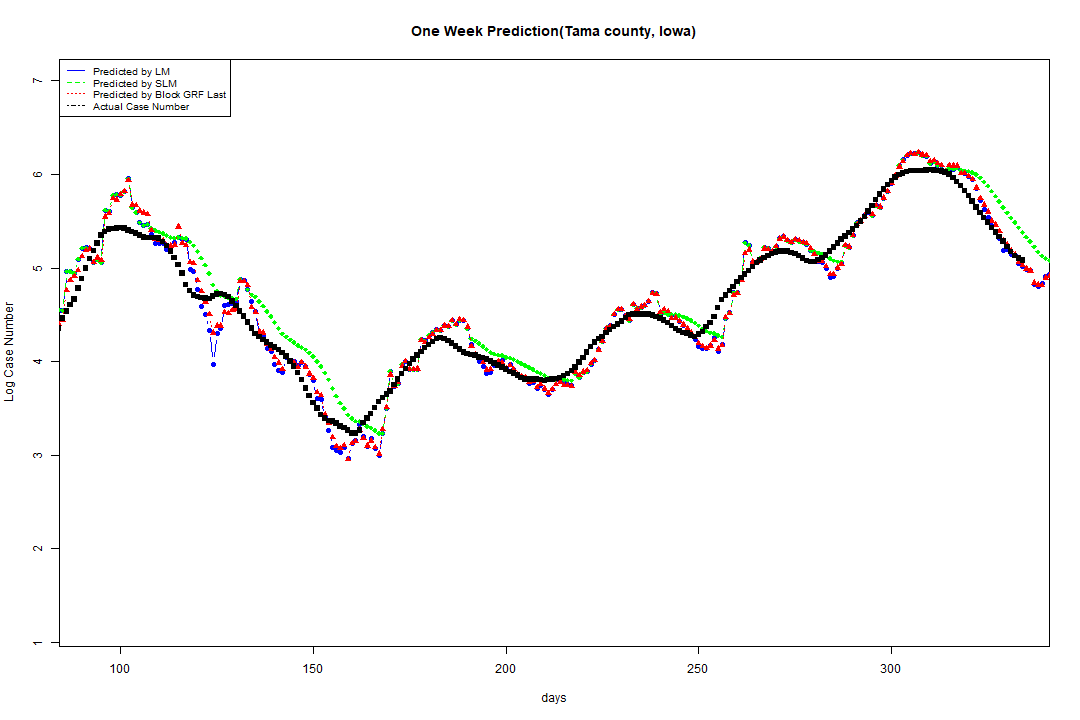 One Week Prediction(Tama county, Iowa)
Predicted by LM
Predicted by SLM
Predicted by Block GRF Last
Actual Case Number
7
6
5
4
3
2
1
Log Case Number
100 150 200 250 300
days